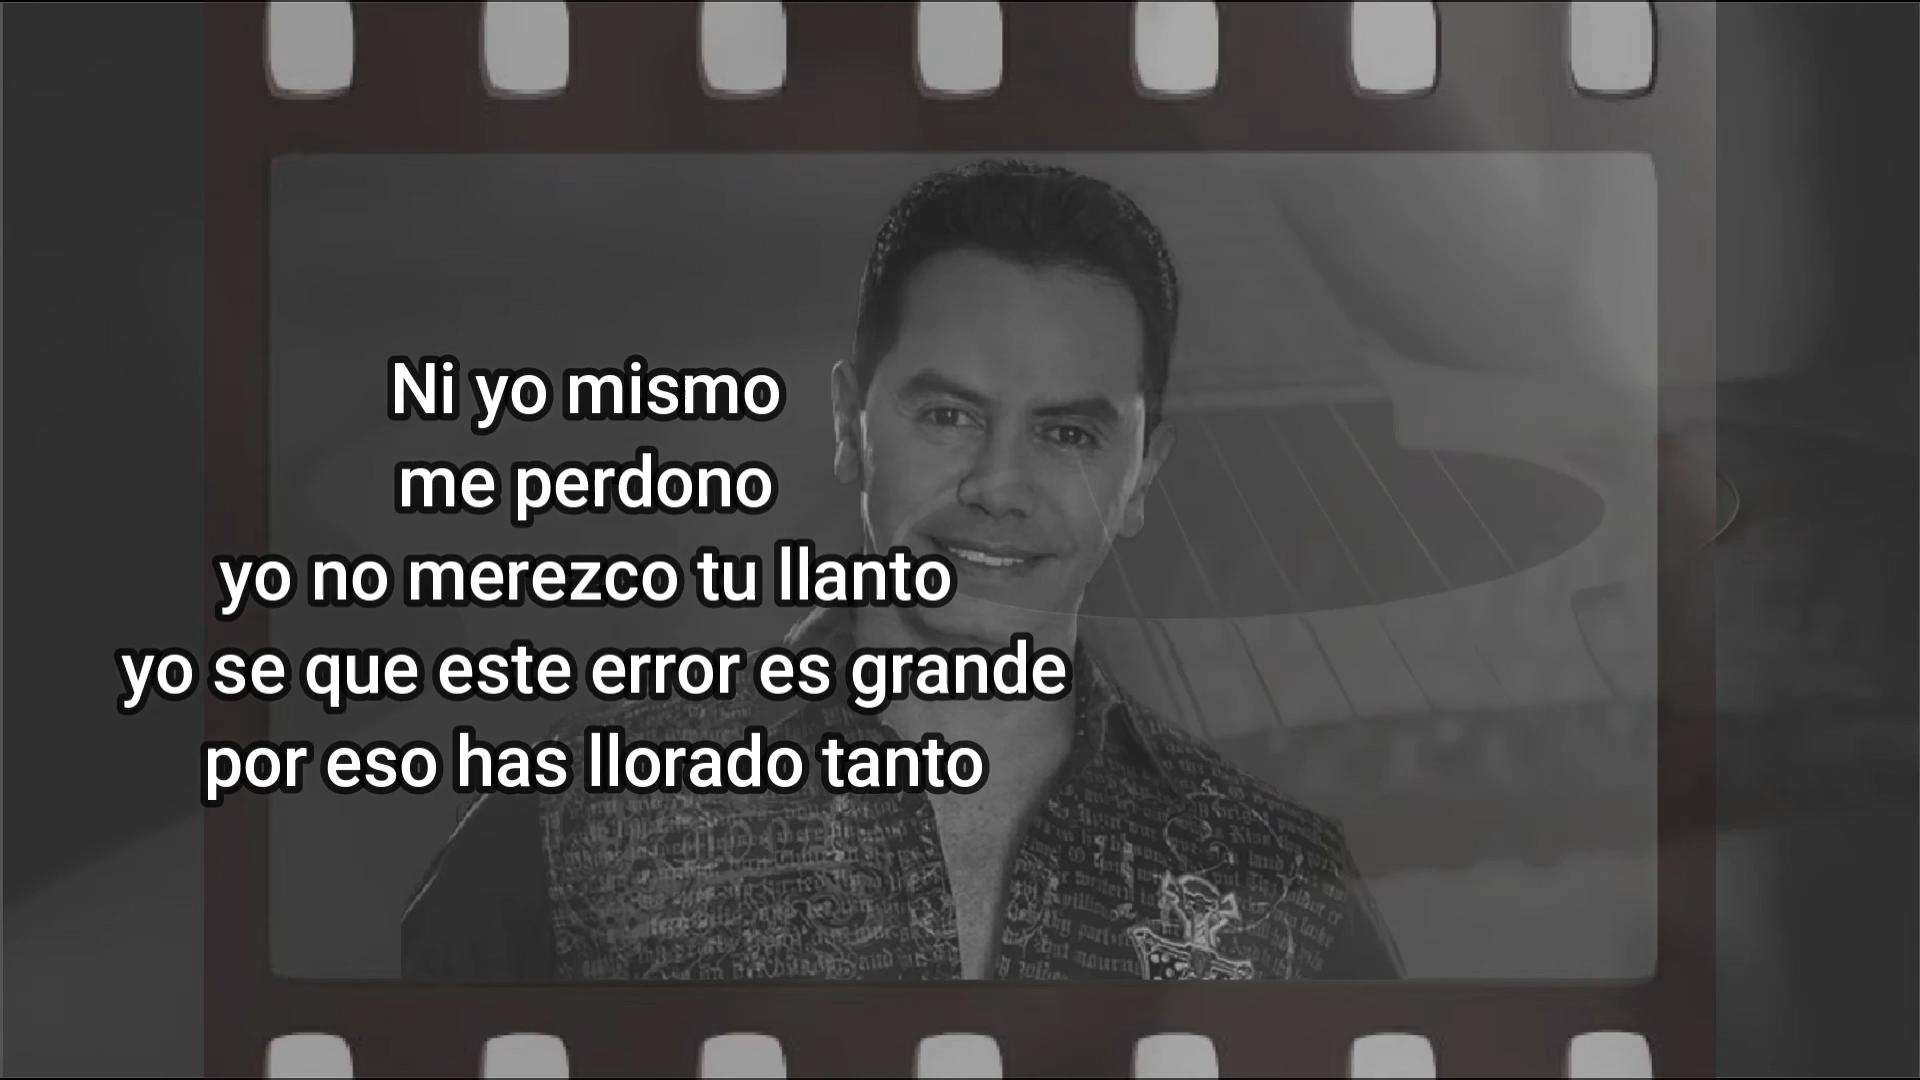 Ni yo mismo
me perdono
yo no merezco tu llanto
yo se que este error es grande
por eso has llorado tanto